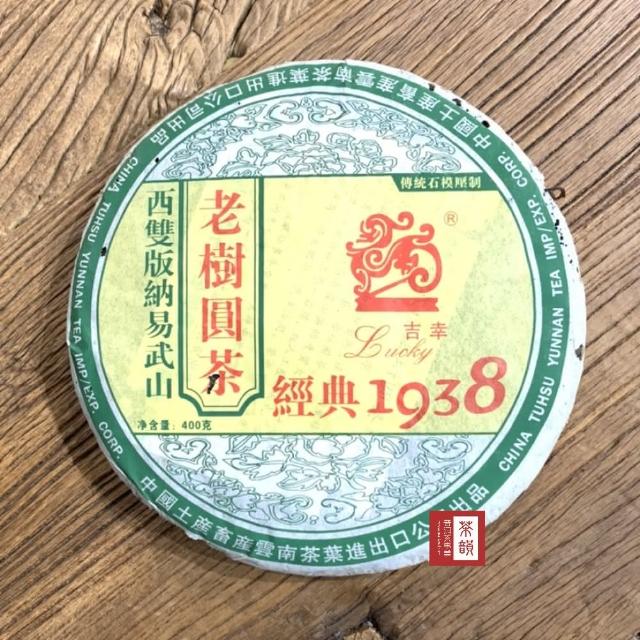 中國土產畜產雲南茶葉進出口公司出品
CHINA TUHSU YUNNAN TEA IMP/EXP. CORP.
西雙版納易武山
老樹圓茶
傳統石模壓制
®
吉幸
Lucky
經典1938
净含量：400克
CHINA TUHSU YUNNAN TEA IMP/EXP CORP.
中國土產畜產雲南茶葉進出口公司出品
茶韻